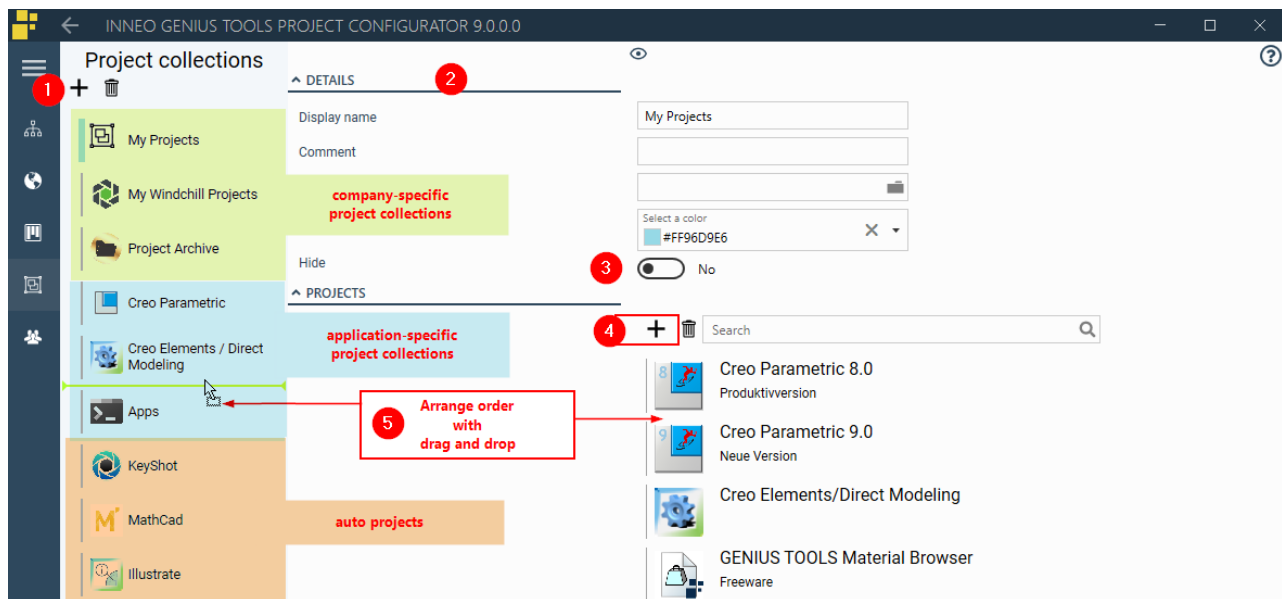 INNEO GENIUS TOOLS PROJECT CONFIGURATOR 9.0.0.0
Project collections
1
My Projects
My Windchill Projects
Project Archive
Creo Parametric
Creo Elements / Direct
Modeling
Apps
KeyShot
MathCad
Illustrate
DETAILS
2
Display name
My Projects
Comment
company-specific
project collections
Select a color
#FF96D9E6
Hide
3
No
PROJECTS
application-specific
project collections
4
Search
5
Arrange order
with
drag and drop
auto projects
8
Creo Parametric 8.0
Produktivversion
9
Creo Parametric 9.0
Neue Version
Creo Elements/Direct Modeling
GENIUS TOOLS Material Browser
Freeware